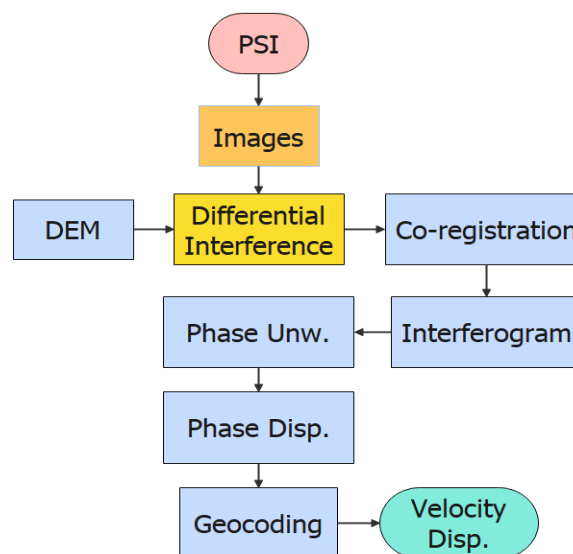 PSI
Images
DEM
Differential
Interference
Co-registration
Phase Unw.
Interferogram
Phase Disp.
Geocoding
Velocity
Disp.